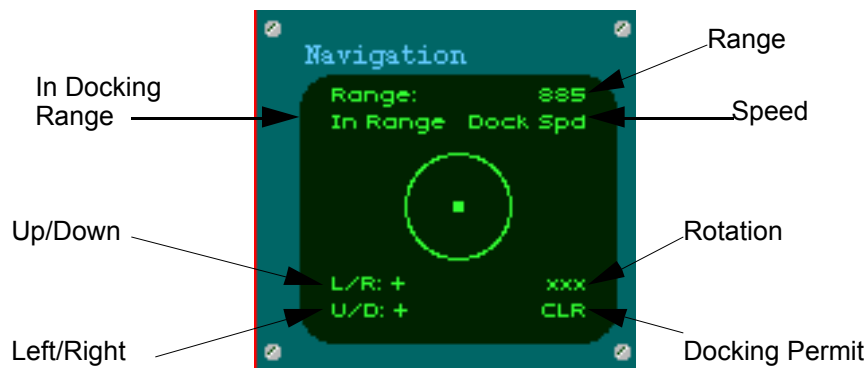 Navigation
Range
In Docking
Range
Range: 885
In Range Dock Spd
Speed
Up/Down
Rotation
L/R: + xxx
U/D: + CLR
Left/Right
Docking Permit